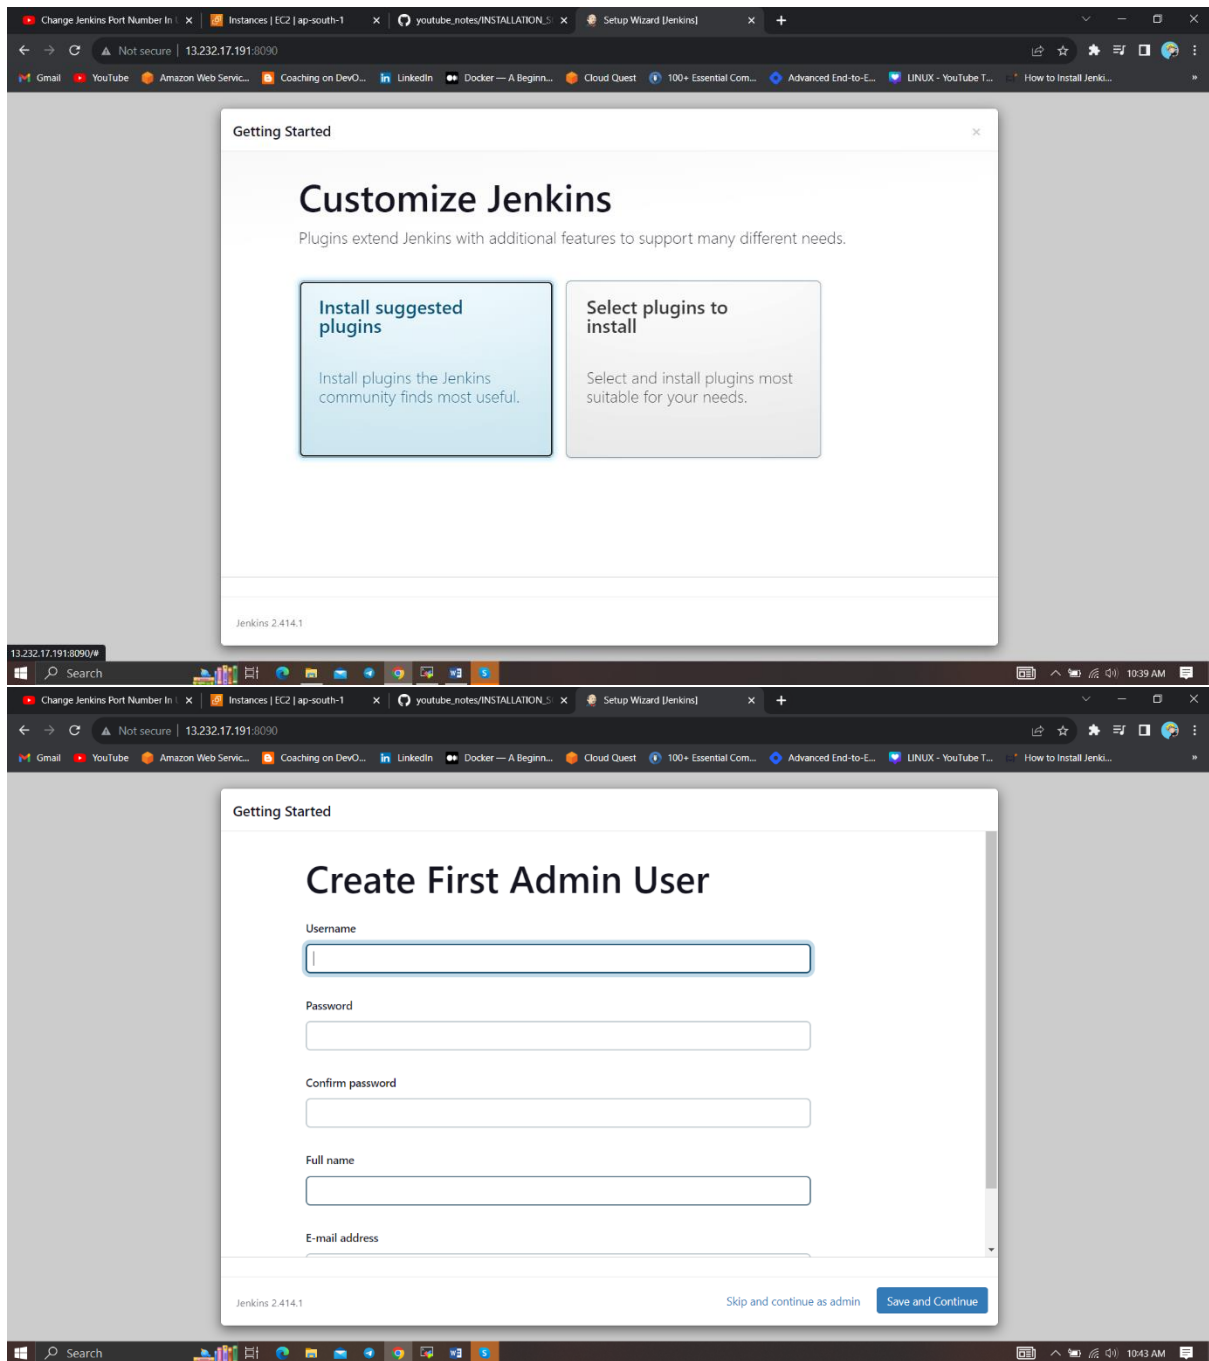 Change Jenkins Port Number In
Instances | EC2 | ap-south-1
youtube_notes/INSTALLATION_S
Setup Wizard [Jenkins]
Not secure | 13.232.17.191:8090
Gmail YouTube Amazon Web Servic... Coaching on DevO... LinkedIn Docker — A Beginn... Cloud Quest 100+ Essential Com... Advanced End-to-E... LINUX - YouTube T... How to Install Jenki... »
Getting Started
Customize Jenkins
Plugins extend Jenkins with additional features to support many different needs.
Install suggested
plugins
Install plugins the Jenkins
community finds most useful.
Select plugins to
install
Select and install plugins most
suitable for your needs.
Jenkins 2.414.1
13.232.17.191:8090/#
Search
10:39 AM
Change Jenkins Port Number In
Instances | EC2 | ap-south-1
youtube_notes/INSTALLATION_S
Setup Wizard [Jenkins]
Not secure | 13.232.17.191:8090
Gmail YouTube Amazon Web Servic... Coaching on DevO... LinkedIn Docker — A Beginn... Cloud Quest 100+ Essential Com... Advanced End-to-E... LINUX - YouTube T... How to Install Jenki... »
Getting Started
Create First Admin User
Username
Password
Confirm password
Full name
E-mail address
Jenkins 2.414.1
Skip and continue as admin
Save and Continue
Search
10:43 AM